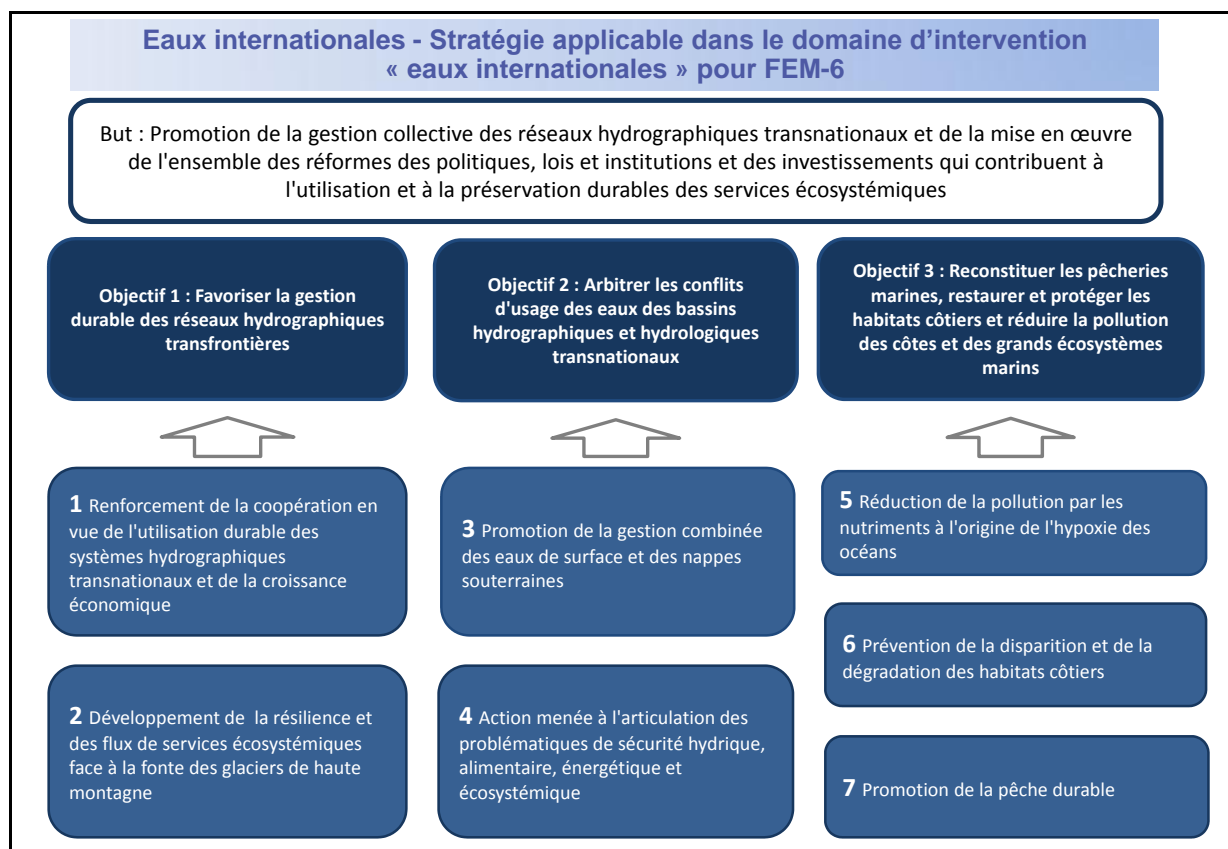 Eaux internationales - Stratégie applicable dans le domaine d’intervention
« eaux internationales » pour FEM-6
But : Promotion de la gestion collective des réseaux hydrographiques transnationaux et de la mise en œuvre
de l'ensemble des réformes des politiques, lois et institutions et des investissements qui contribuent à
l'utilisation et à la préservation durables des services écosystémiques
Objectif 1 : Favoriser la gestion
durable des réseaux hydrographiques
transfrontières
Objectif 2 : Arbitrer les conflits
d'usage des eaux des bassins
hydrographiques et hydrologiques
transnationaux
Objectif 3 : Reconstituer les pêcheries
marines, restaurer et protéger les
habitats côtiers et réduire la pollution
des côtes et des grands écosystèmes
marins
1 Renforcement de la coopération en
vue de l'utilisation durable des
systèmes hydrographiques
transnationaux et de la croissance
économique
2 Développement de la résilience et
des flux de services écosystémiques
face à la fonte des glaciers de haute
montagne
3 Promotion de la gestion combinée
des eaux de surface et des nappes
souterraines
4 Action menée à l'articulation des
problématiques de sécurité hydrique,
alimentaire, énergétique et
écosystémique
5 Réduction de la pollution par les
nutriments à l'origine de l'hypoxie des
océans
6 Prévention de la disparition et de la
dégradation des habitats côtiers
7 Promotion de la pêche durable